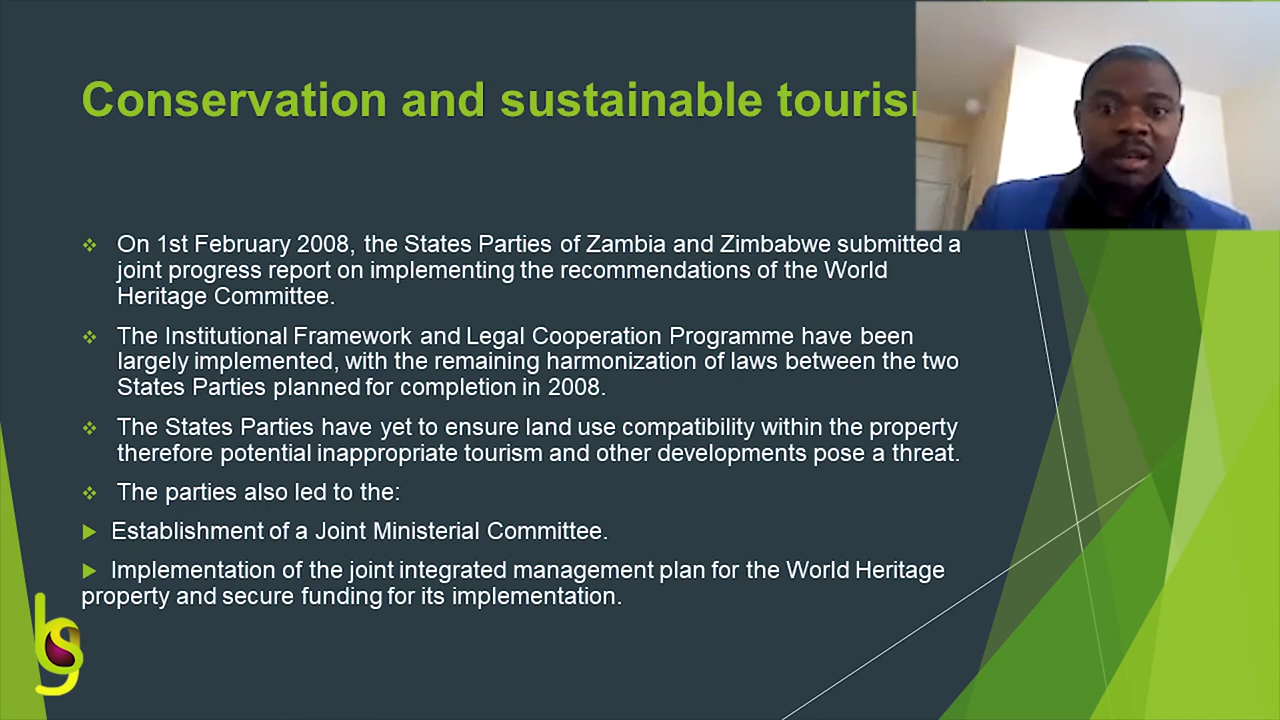 Conservation and sustainable touris
On 1st February 2008, the States Parties of Zambia and Zimbabwe submitted a
joint progress report on implementing the recommendations of the World
Heritage Committee.
The Institutional Framework and Legal Cooperation Programme have been
largely implemented, with the remaining harmonization of laws between the two
States Parties planned for completion in 2008.
The States Parties have yet to ensure land use compatibility within the property
therefore potential inappropriate tourism and other developments pose a threat.
The parties also led to the:
Establishment of a Joint Ministerial Committee.
Implementation of the joint integrated management plan for the World Heritage
property and secure funding for its implementation.